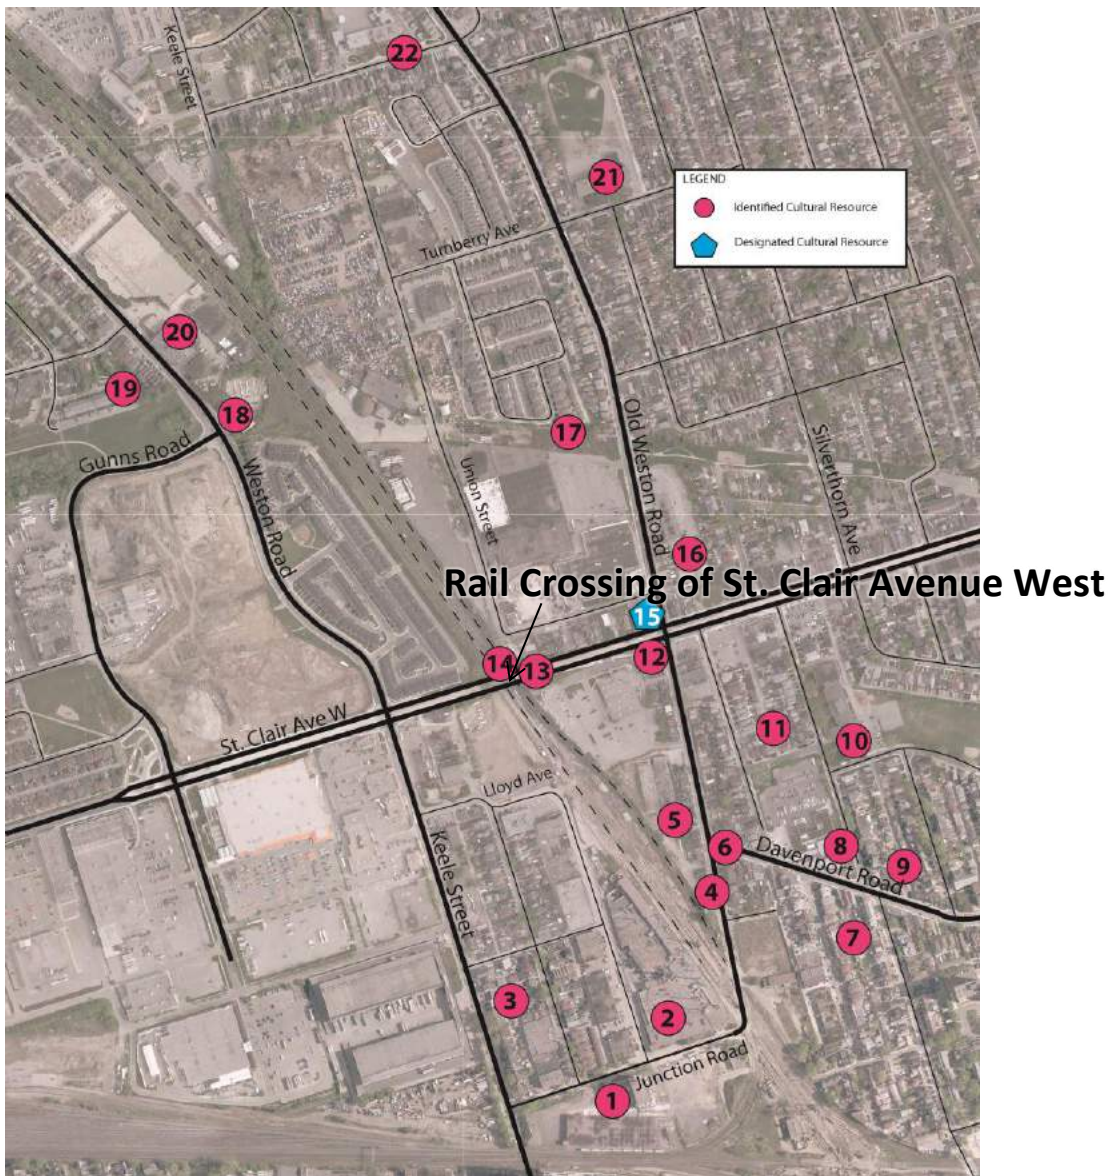 22
Keele Street
21
LEGEND
Identified Cultural Resource
Designated Cultural Resource
Turnberry Ave
20
19
18
17
Gunns Road
Weston Road
Union Street
Old Weston Road
Silverthorn Ave
16
Rail Crossing of St. Clair Avenue West
15
14
13
12
St. Clair Ave W
11
10
Lloyd Ave
5
Keele Street
6
8
Davenport Road
9
4
7
3
2
Junction Road
1